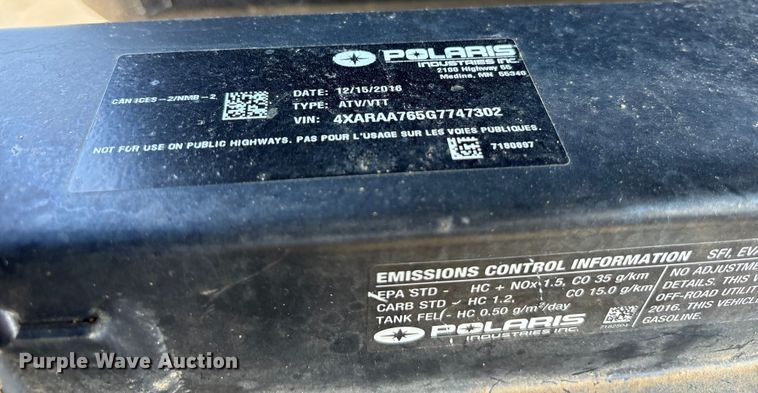 POLARIS
INDUSTRIES INC.
2100 Highway 55
Medina, MN 55340
CAN ICES-2/NMB-2
DATE: 12/15/2016
TYPE: ATV/VTT
VIN: 4XARAA765G7747302
NOT FOR USE ON PUBLIC HIGHWAYS. PAS POUR L'USAGE SUR LES VOIES PUBLIQUES.
7180897
EMISSIONS CONTROL INFORMATION SFI, EVA
EPA STD - HC + NOx 1.5, CO 35 g/km
CARB STD - HC 1.2, CO 15.0 g/km
TANK FEL - HC 0.50 g/m²/day
POLARIS
INDUSTRIES INC.
NO ADJUSTME
DETAILS. THIS V
OFF-ROAD UTILIT
2016. THIS VEHICL
GASOLINE.
Purple Wave Auction